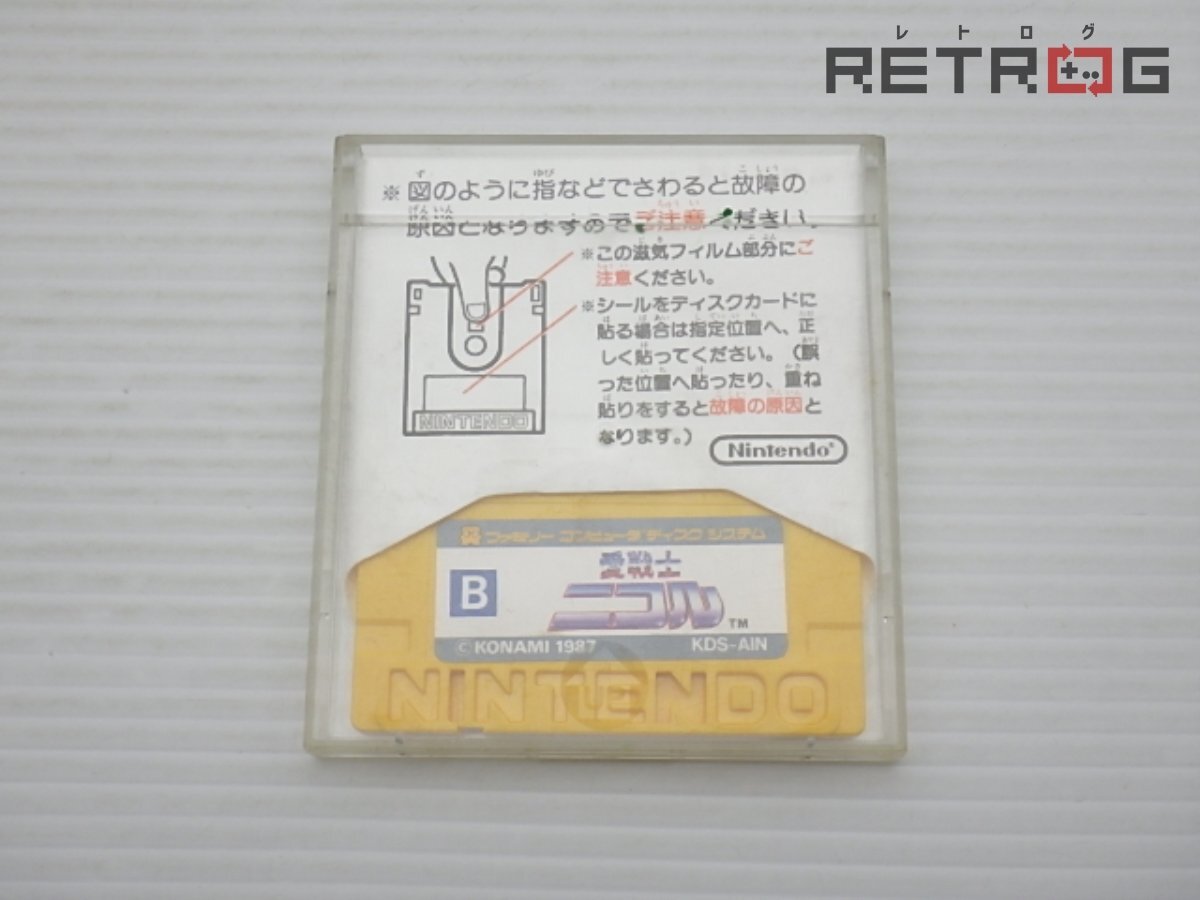 レトログ
RETROG
※図のように指などでさわると故障の
原因となりますのでご注意ください。
※この磁気フィルム部分にご
注意ください。
※シールをディスクカードに
貼る場合は指定位置へ、正
しく貼ってください。(誤
った位置へ貼ったり、重ね
貼りをすると故障の原因と
なります。)
NINTENDO
Nintendo®
ファミリー コンピュータ ディスク システム
愛戦士
B
ニコル
TM
©KONAMI 1987
KDS-AIN
NINTENDO